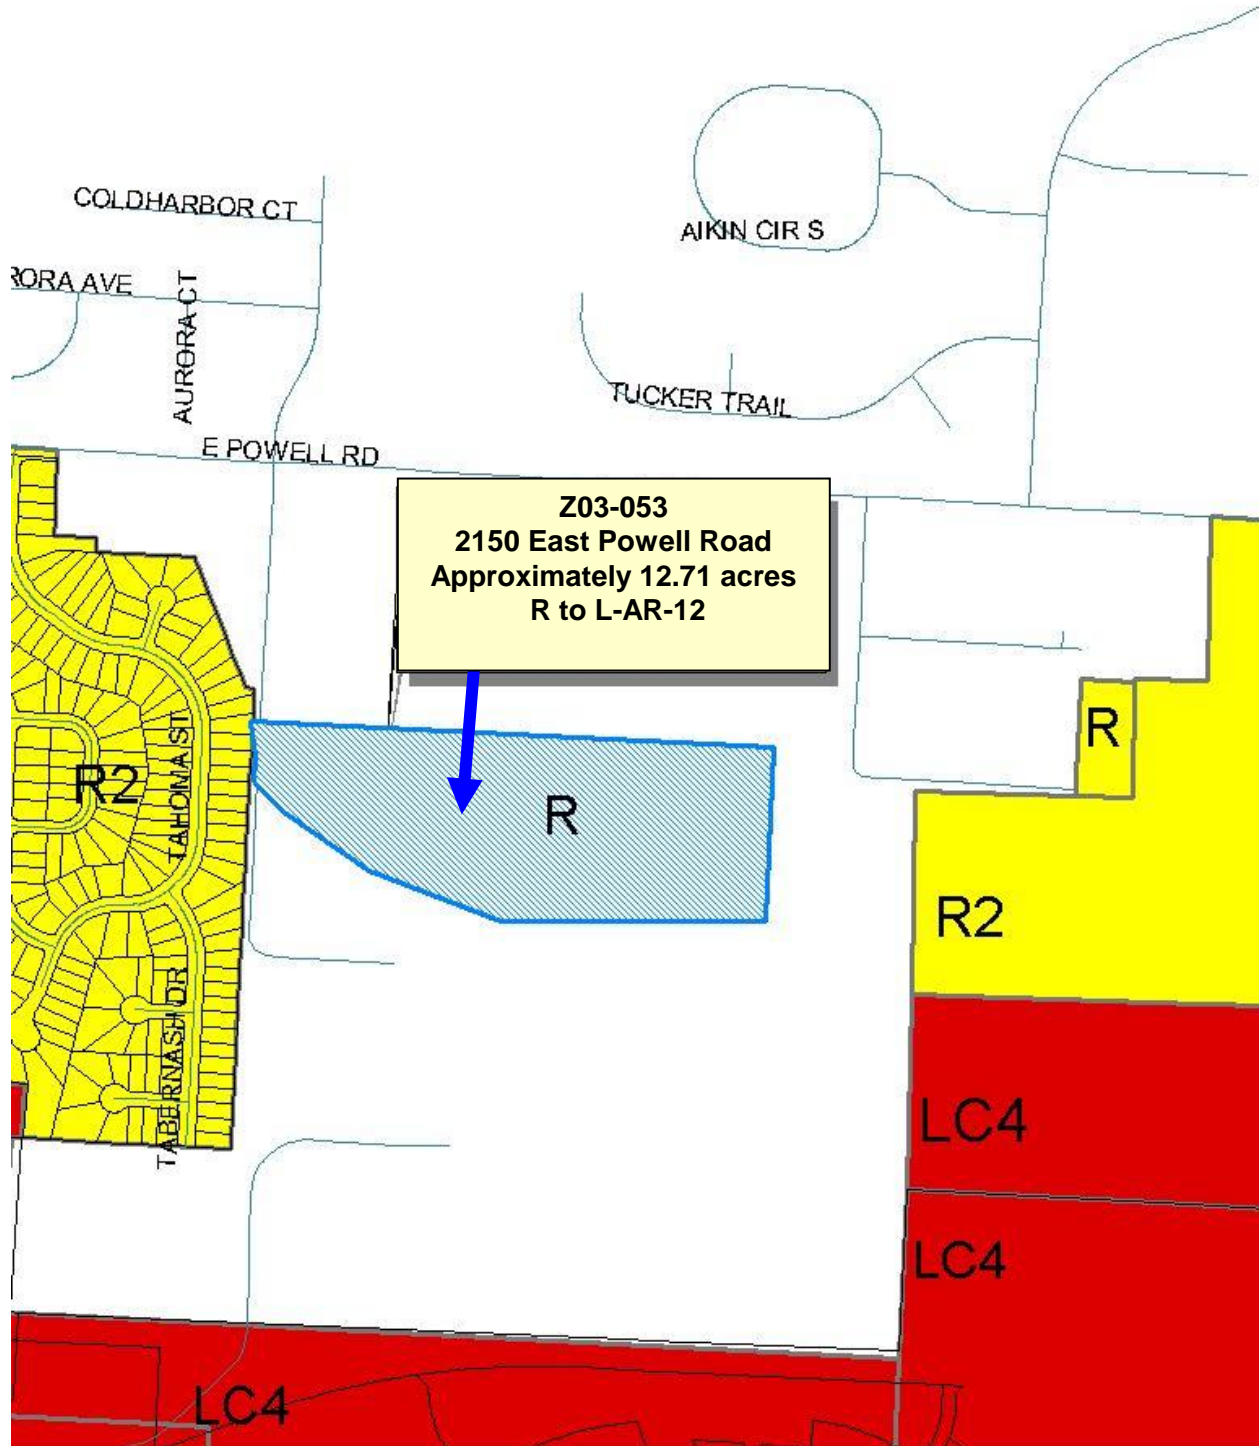 COLDHARBOR CT
AIKIN CIR S
RORA AVE
AURORA CT
TUCKER TRAIL
E POWELL RD
Z03-053
2150 East Powell Road
Approximately 12.71 acres
R to L-AR-12
R2
TAHOMA ST
R
R
R2
TABERNASH DR
LC4
LC4
LC4